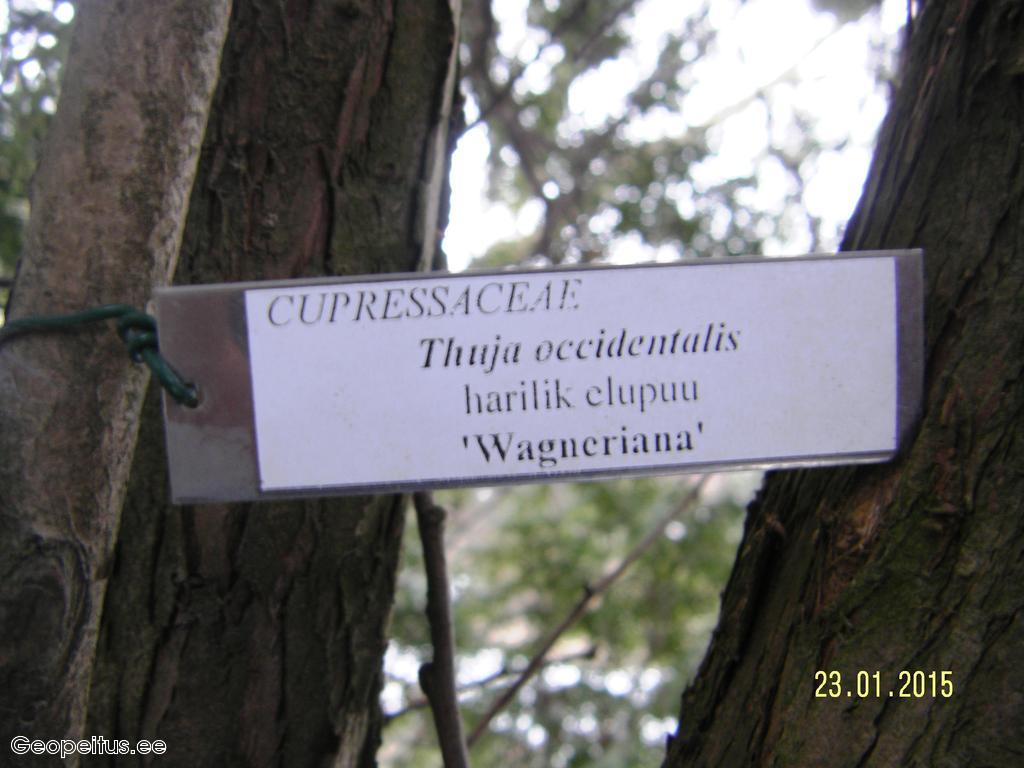 CUPRESSACEAE
Thuja occidentalis
harilik elupuu
'Wagneriana'
23.01.2015
Geopeitus.ee